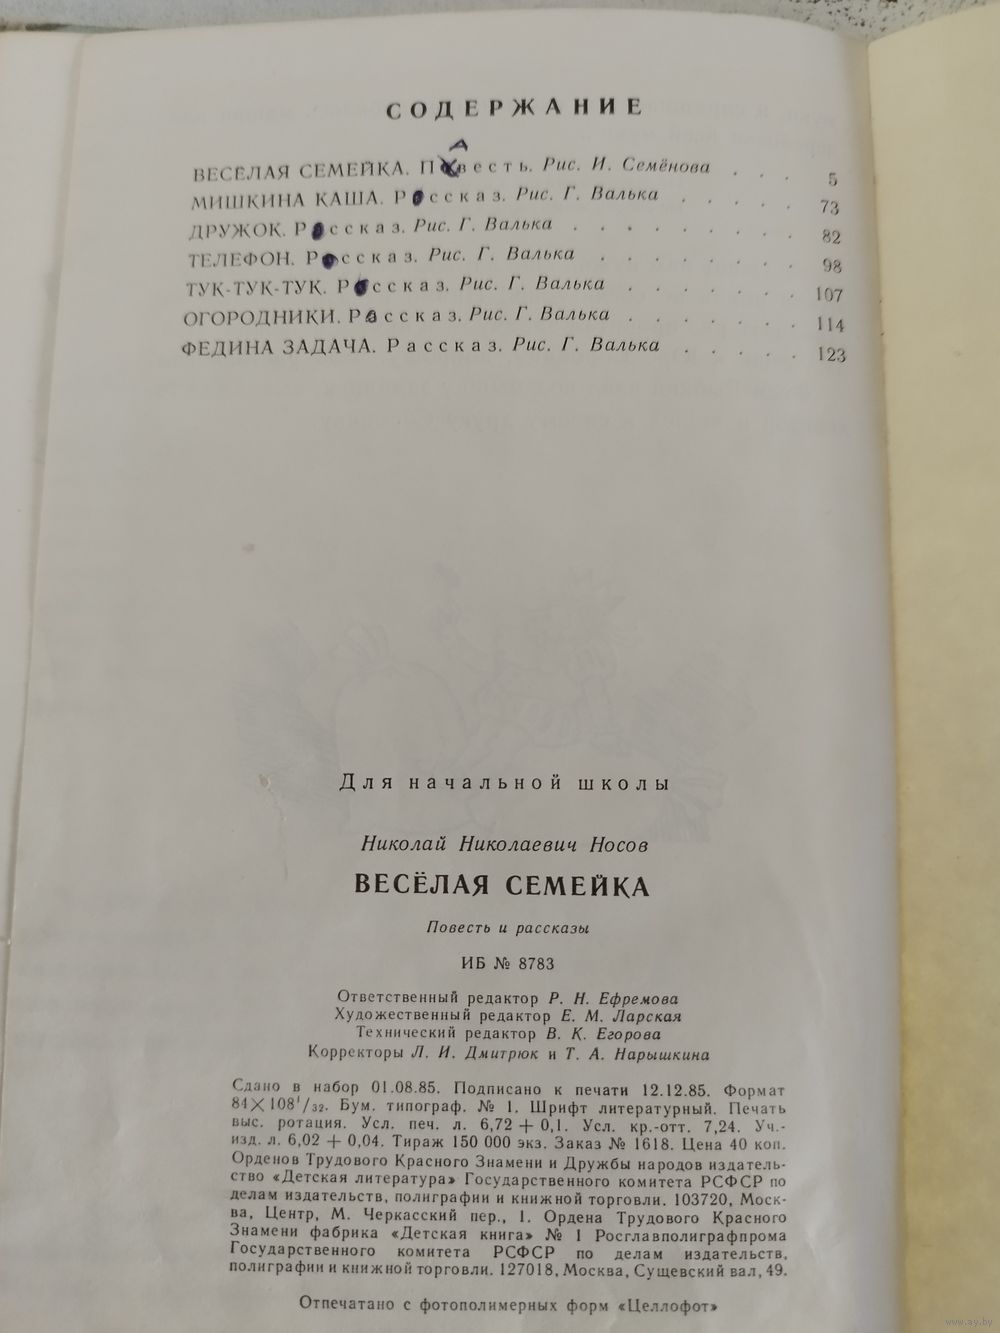 СОДЕРЖАНИЕ
А
ВЕСЕЛАЯ СЕМЕЙКА. Повесть. Рис. И. Семёнова . . . 5
МИШКИНА КАША. Рассказ. Рис. Г. Валька . . . . . 73
ДРУЖОК. Рассказ. Рис. Г. Валька . . . . . . . . 82
ТЕЛЕФОН. Рассказ. Рис. Г. Валька . . . . . . . . 98
ТУК-ТУК-ТУК. Рассказ. Рис. Г. Валька . . . . . . 107
ОГОРОДНИКИ. Рассказ. Рис. Г. Валька . . . . . . 114
ФЕДИНА ЗАДАЧА. Рассказ. Рис. Г. Валька . . . . . 123
Для начальной школы
Николай Николаевич Носов
ВЕСЁЛАЯ СЕМЕЙКА
Повесть и рассказы
ИБ № 8783
Ответственный редактор Р. Н. Ефремова
Художественный редактор Е. М. Ларская
Технический редактор В. К. Егорова
Корректоры Л. И. Дмитрюк и Т. А. Нарышкина
Сдано в набор 01.08.85. Подписано к печати 12.12.85. Формат
84×108¹/₃₂. Бум. типограф. № 1. Шрифт литературный. Печать
выс. ротация. Усл. печ. л. 6,72 + 0,1. Усл. кр.-отт. 7,24. Уч.-
изд. л. 6,02 + 0,04. Тираж 150 000 экз. Заказ № 1618. Цена 40 коп.
Орденов Трудового Красного Знамени и Дружбы народов издатель-
ство «Детская литература» Государственного комитета РСФСР по
делам издательств, полиграфии и книжной торговли. 103720, Моск-
ва, Центр, М. Черкасский пер., 1. Ордена Трудового Красного
Знамени фабрика «Детская книга» № 1 Росглавполиграфпрома
Государственного комитета РСФСР по делам издательств,
полиграфии и книжной торговли. 127018, Москва, Сущевский вал, 49.
Отпечатано с фотополимерных форм «Целлофот»
www.ay.by